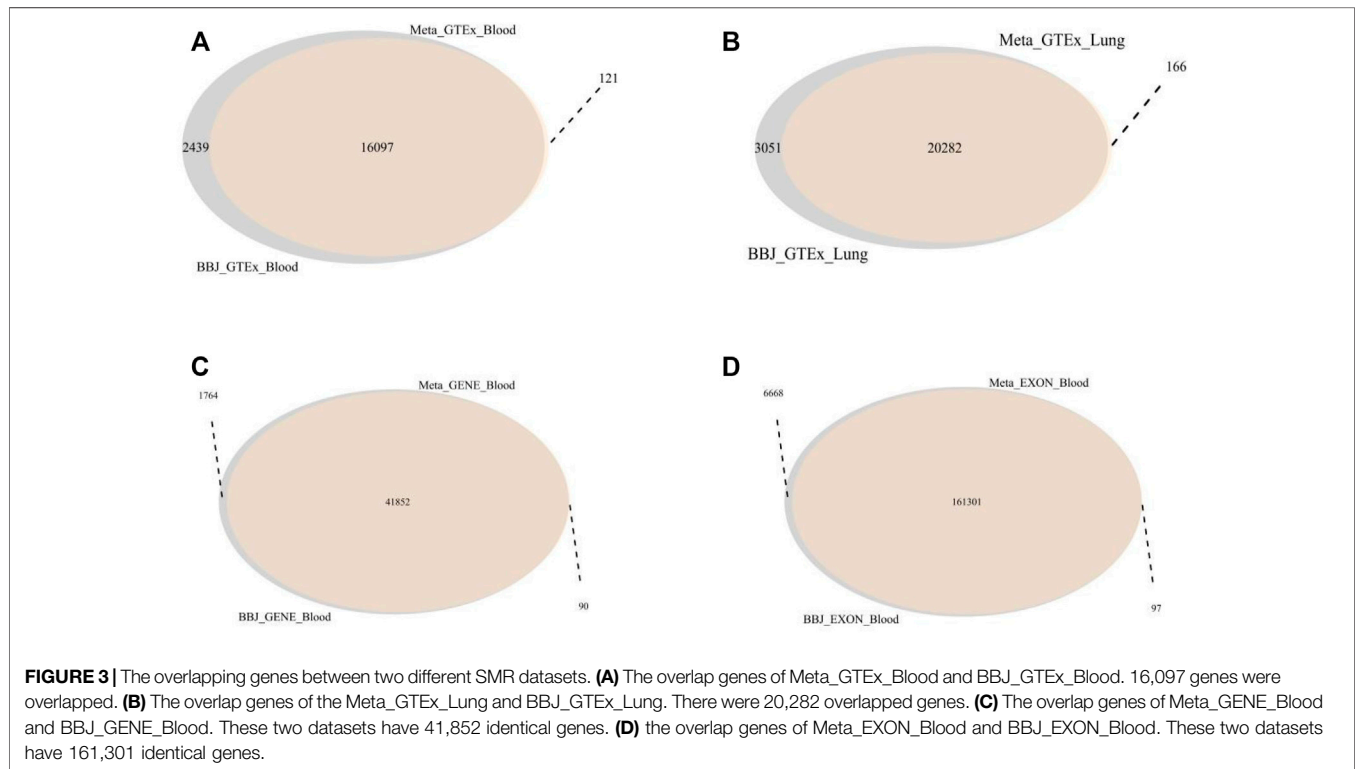 A
Meta_GTEx_Blood
121
2439
16097
BBJ_GTEx_Blood
B
Meta_GTEx_Lung
166
3051
20282
BBJ_GTEx_Lung
C
Meta_GENE_Blood
1764
41852
BBJ_GENE_Blood
90
D
Meta_EXON_Blood
6668
161301
BBJ_EXON_Blood
97
FIGURE 3 | The overlapping genes between two different SMR datasets. (A) The overlap genes of Meta_GTEx_Blood and BBJ_GTEx_Blood. 16,097 genes were
overlapped. (B) The overlap genes of the Meta_GTEx_Lung and BBJ_GTEx_Lung. There were 20,282 overlapped genes. (C) The overlap genes of Meta_GENE_Blood
and BBJ_GENE_Blood. These two datasets have 41,852 identical genes. (D) the overlap genes of Meta_EXON_Blood and BBJ_EXON_Blood. These two datasets
have 161,301 identical genes.